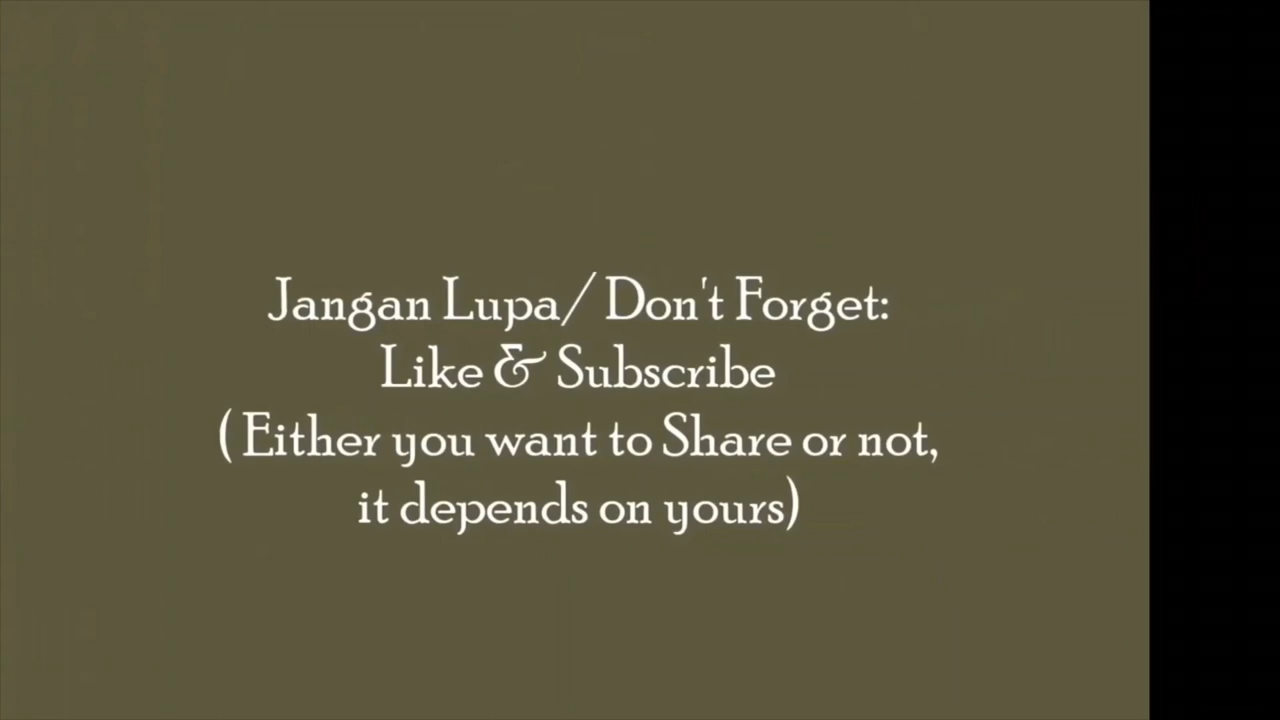 Jangan Lupa/Don't Forget:
Like & Subscribe
(Either you want to Share or not,
it depends on yours)